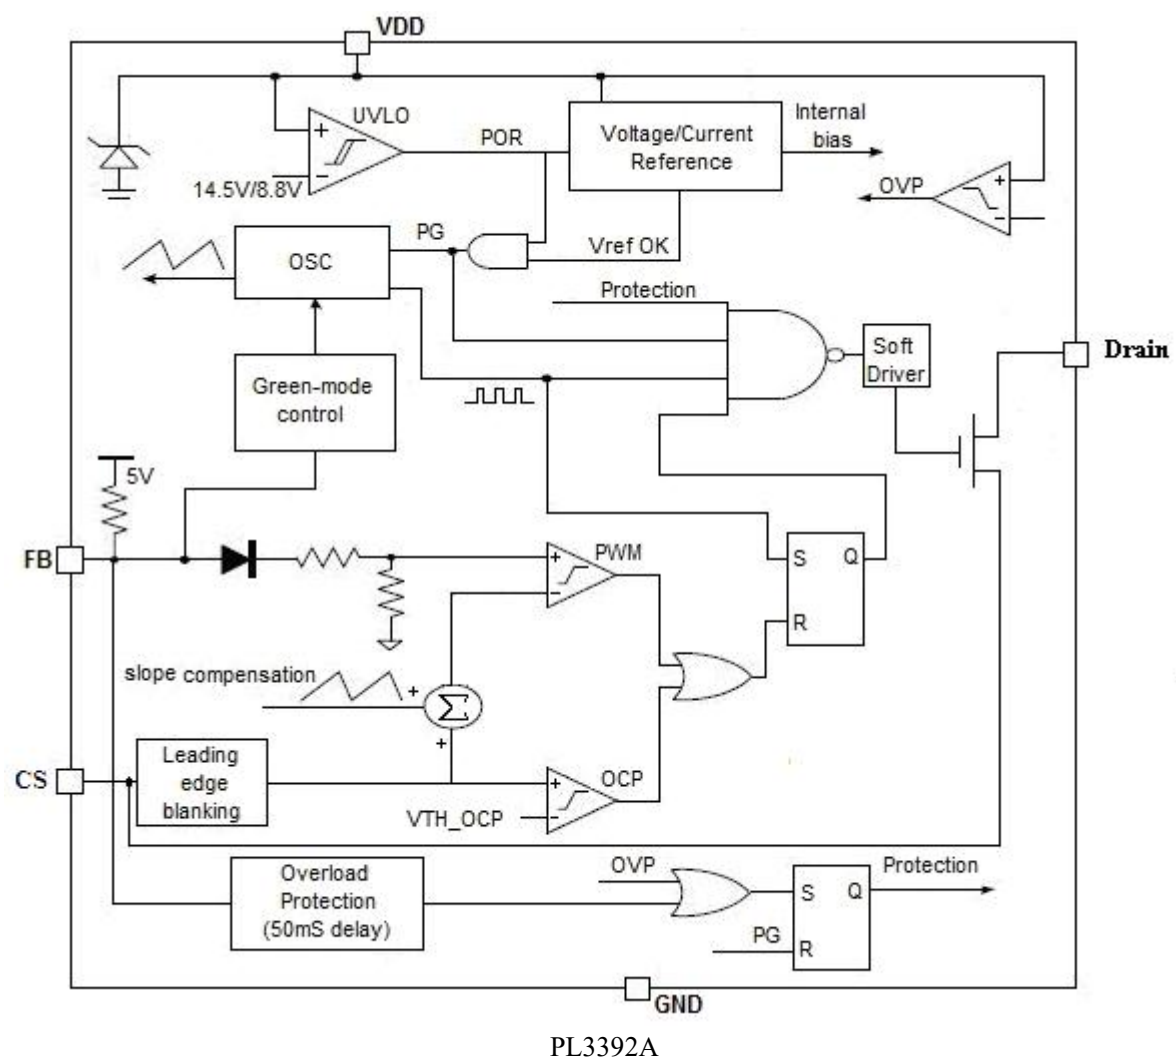 VDD
UVLO
POR
14.5V/8.8V
Voltage/Current
Reference
Internal
bias
OVP
+
−
+
−
PG
OSC
Vref OK
Protection
Soft
Driver
Drain
Green-mode
control
5V
FB
PWM
+
−
S
Q
R
slope compensation
+
Σ
+
CS
Leading
edge
blanking
OCP
+
−
VTH_OCP
Overload
Protection
(50mS delay)
OVP
PG
S
Q
R
Protection
GND
PL3392A